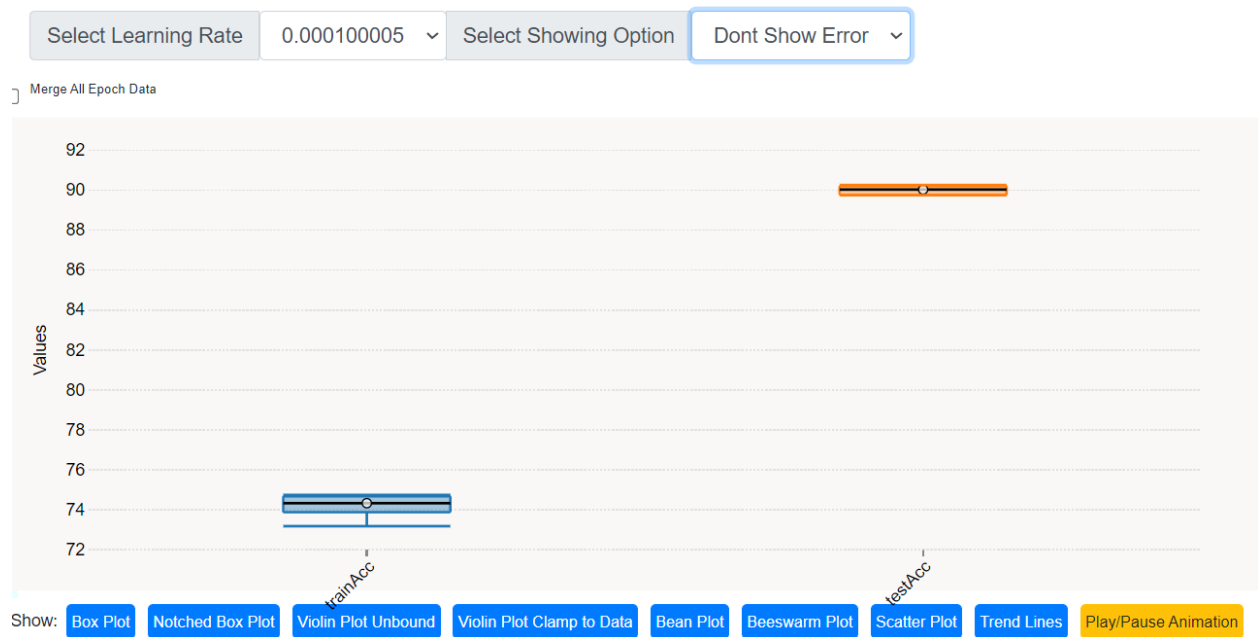 Select Learning Rate 0.000100005 Select Showing Option Dont Show Error
Merge All Epoch Data
92
90
88
86
84
82
80
78
76
74
72
Values
trainAcc testAcc
Show: Box Plot Notched Box Plot Violin Plot Unbound Violin Plot Clamp to Data Bean Plot Beeswarm Plot Scatter Plot Trend Lines Play/Pause Animation